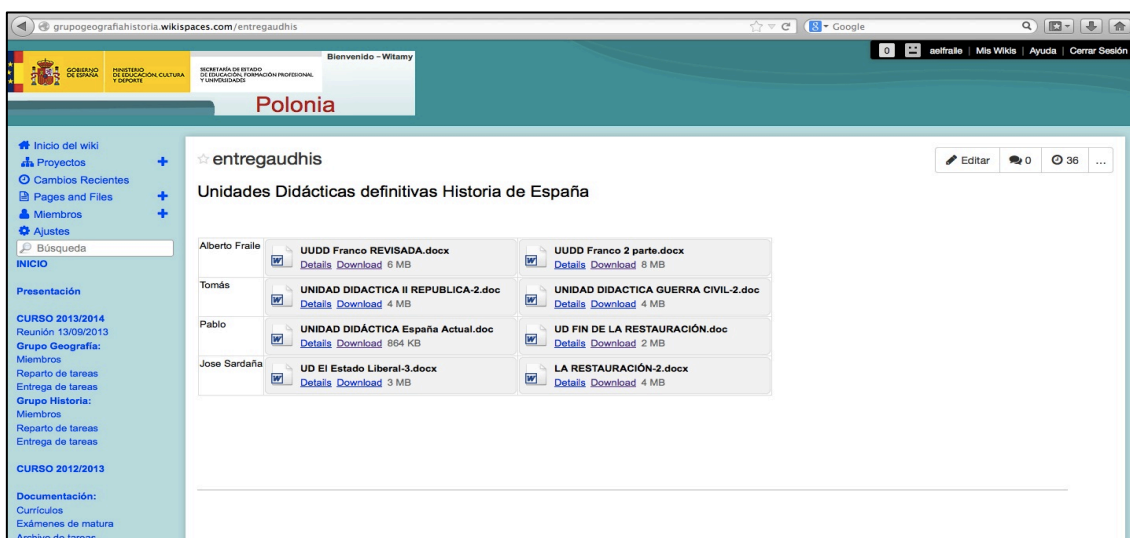 grupogeografiahistoria.wikispaces.com/entregaudhis
Google
Bienvenido – Witamy
GOBIERNO DE ESPAÑA
MINISTERIO DE EDUCACIÓN, CULTURA Y DEPORTE
SECRETARÍA DE ESTADO DE EDUCACIÓN, FORMACIÓN PROFESIONAL Y UNIVERSIDADES
Polonia
0 aelfraile | Mis Wikis | Ayuda | Cerrar Sesión
Inicio del wiki
Proyectos +
Cambios Recientes
Pages and Files +
Miembros +
Ajustes
Búsqueda
INICIO
Presentación
CURSO 2013/2014
Reunión 13/09/2013
Grupo Geografía:
Miembros
Reparto de tareas
Entrega de tareas
Grupo Historia:
Miembros
Reparto de tareas
Entrega de tareas
CURSO 2012/2013
Documentación:
Currículos
Exámenes de matura
Archivo de tareas
entregaudhis
Editar 0 36 ...
Unidades Didácticas definitivas Historia de España
Alberto Fraile
UUDD Franco REVISADA.docx
Details Download 6 MB
UUDD Franco 2 parte.docx
Details Download 8 MB
Tomás
UNIDAD DIDACTICA II REPUBLICA-2.doc
Details Download 4 MB
UNIDAD DIDACTICA GUERRA CIVIL-2.doc
Details Download 4 MB
Pablo
UNIDAD DIDÁCTICA España Actual.doc
Details Download 864 KB
UD FIN DE LA RESTAURACIÓN.doc
Details Download 2 MB
Jose Sardaña
UD El Estado Liberal-3.docx
Details Download 3 MB
LA RESTAURACIÓN-2.docx
Details Download 4 MB